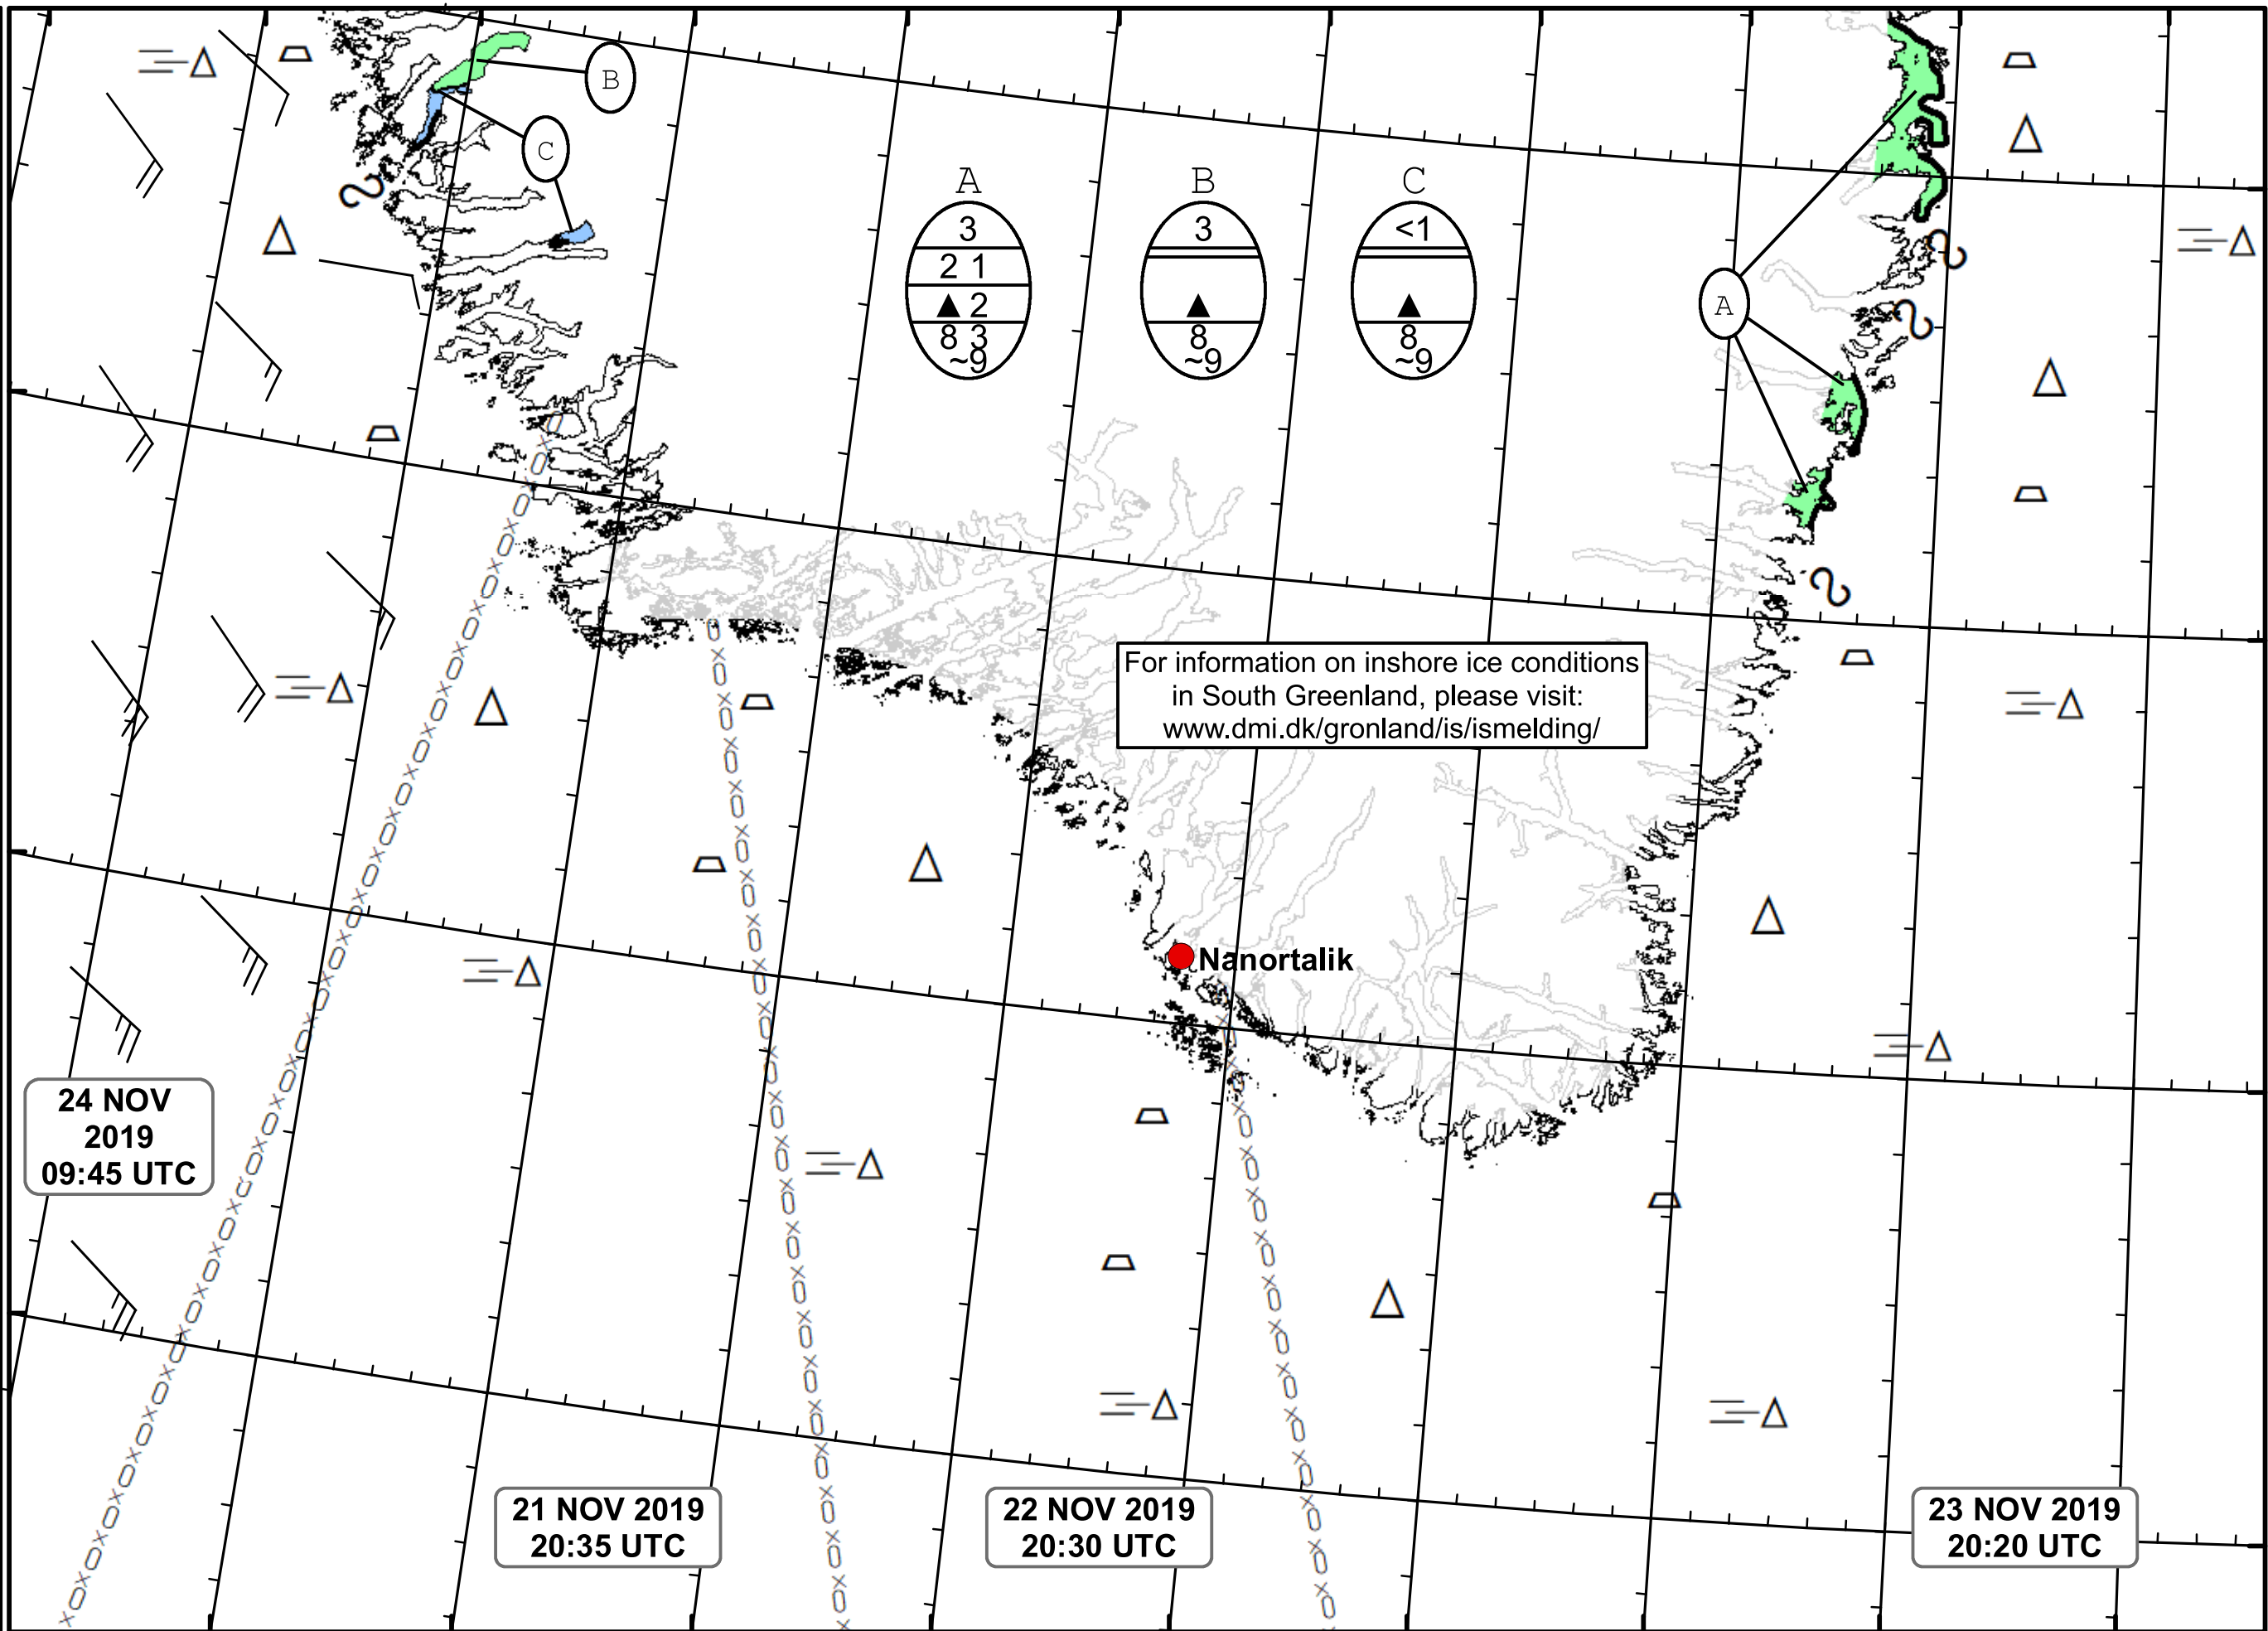 B
C
A B C
3 3 <1
2 1
▲ 2 ▲ ▲
8 3 8 8
~9 ~9 ~9
A
For information on inshore ice conditions
in South Greenland, please visit:
www.dmi.dk/gronland/is/ismelding/
Nanortalik
24 NOV
2019
09:45 UTC
21 NOV 2019
20:35 UTC
22 NOV 2019
20:30 UTC
23 NOV 2019
20:20 UTC